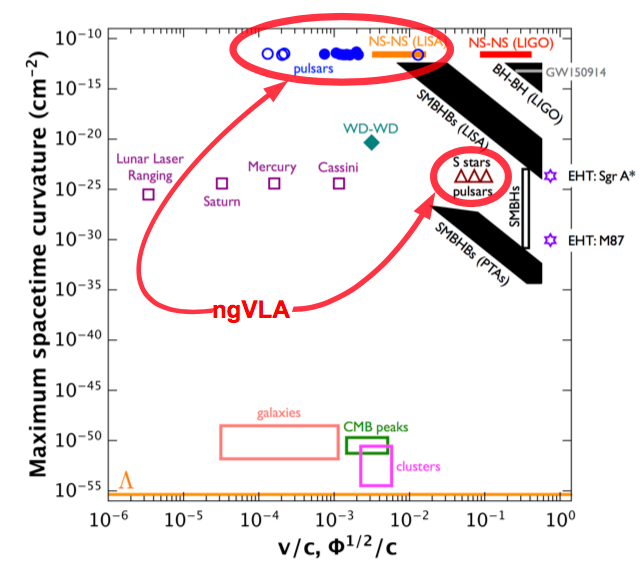 Maximum spacetime curvature (cm⁻²)
10⁻¹⁰
10⁻¹⁵
10⁻²⁰
10⁻²⁵
10⁻³⁰
10⁻³⁵
10⁻⁴⁰
10⁻⁴⁵
10⁻⁵⁰
10⁻⁵⁵
NS-NS (LISA)
NS-NS (LIGO)
pulsars
GW150914
BH-BH (LIGO)
SMBHBs (LISA)
WD-WD
Lunar Laser
Ranging
Saturn
Mercury
Cassini
S stars
pulsars
SMBHs
EHT: Sgr A*
EHT: M87
SMBHBs (PTAs)
ngVLA
galaxies
CMB peaks
clusters
Λ
10⁻⁶
10⁻⁵
10⁻⁴
10⁻³
10⁻²
10⁻¹
10⁰
v/c, Φ¹ᐟ²/c